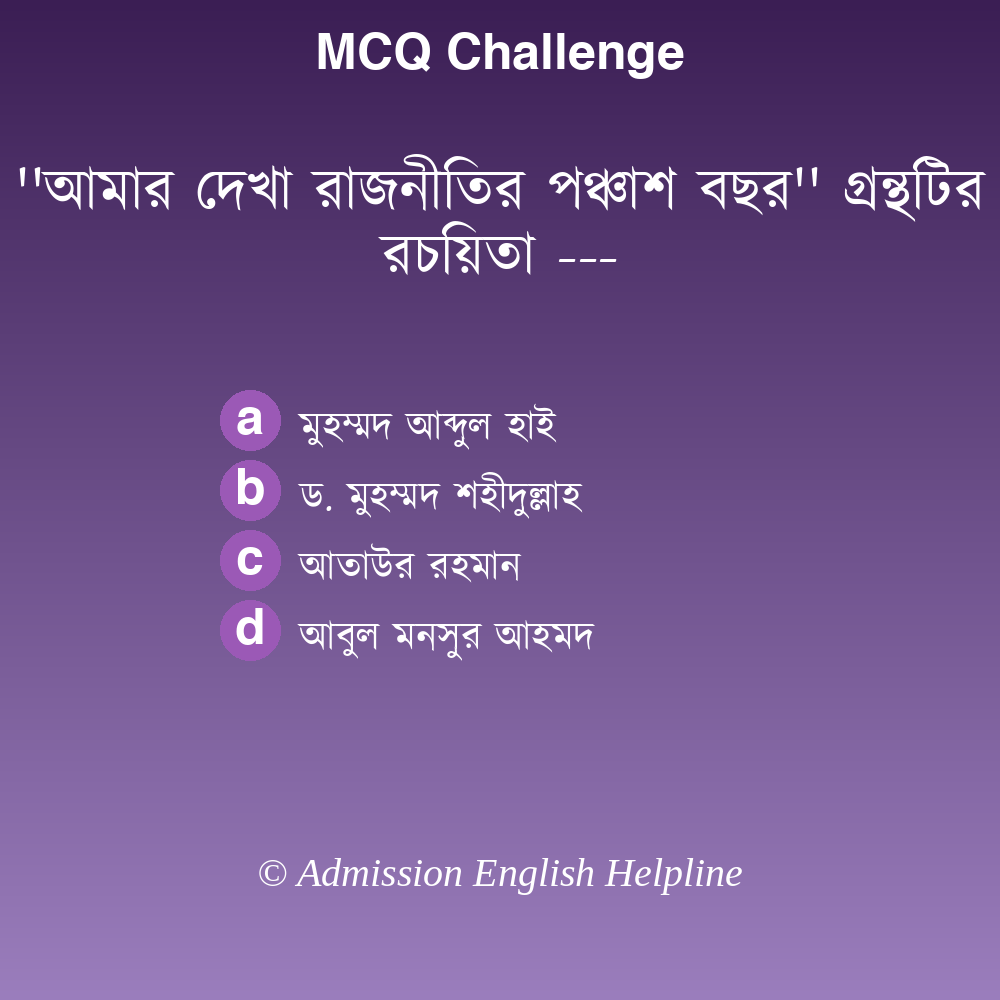 MCQ Challenge
''আমার দেখা রাজনীতির পঞ্চাশ বছর'' গ্রন্থটির
রচয়িতা ---
a মুহম্মদ আব্দুল হাই
b ড. মুহম্মদ শহীদুল্লাহ
c আতাউর রহমান
d আবুল মনসুর আহমদ
© Admission English Helpline